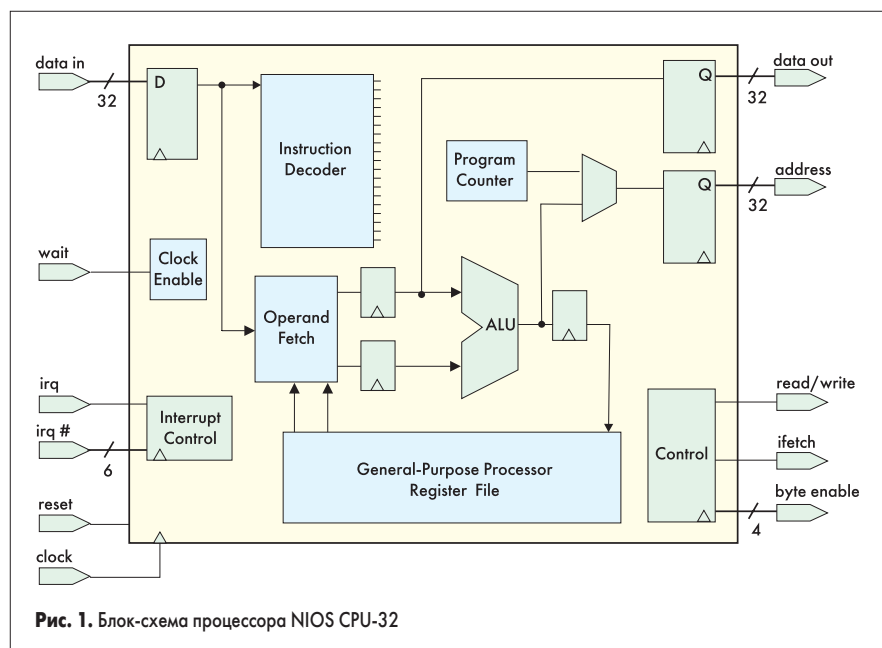 data in
32
D
Instruction
Decoder
Q
data out
32
Program
Counter
Q
address
32
wait
Clock
Enable
Operand
Fetch
ALU
irq
irq #
6
Interrupt
Control
General-Purpose Processor
Register File
Control
read/write
ifetch
byte enable
4
reset
clock
Рис. 1. Блок-схема процессора NIOS CPU-32